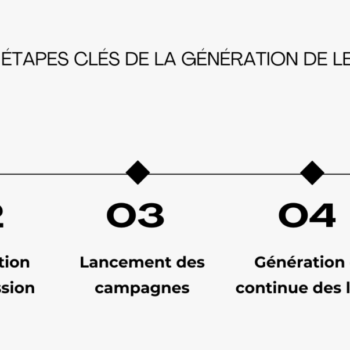 ÉTAPES CLÉS DE LA GÉNÉRATION DE LE
2 03 04
tion Lancement des Génération
ssion campagnes continue des l